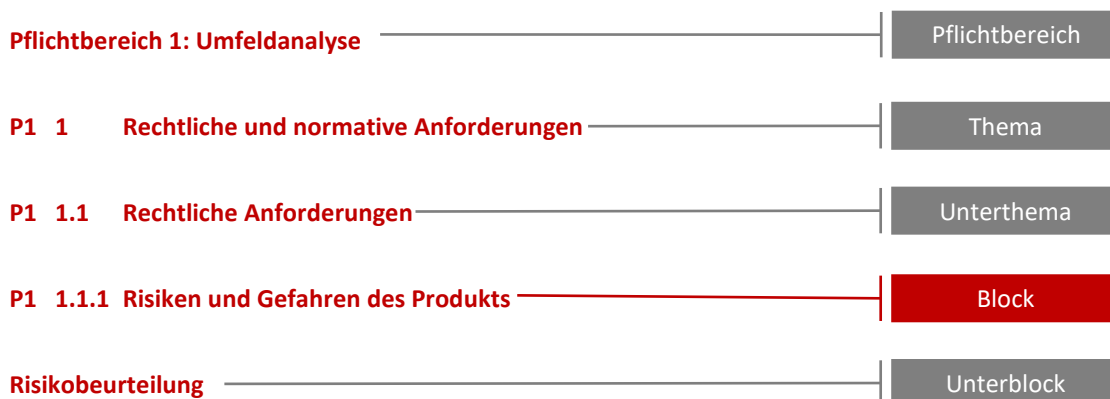 Pflichtbereich 1: Umfeldanalyse Pflichtbereich
P1 1 Rechtliche und normative Anforderungen Thema
P1 1.1 Rechtliche Anforderungen Unterthema
P1 1.1.1 Risiken und Gefahren des Produkts Block
Risikobeurteilung Unterblock